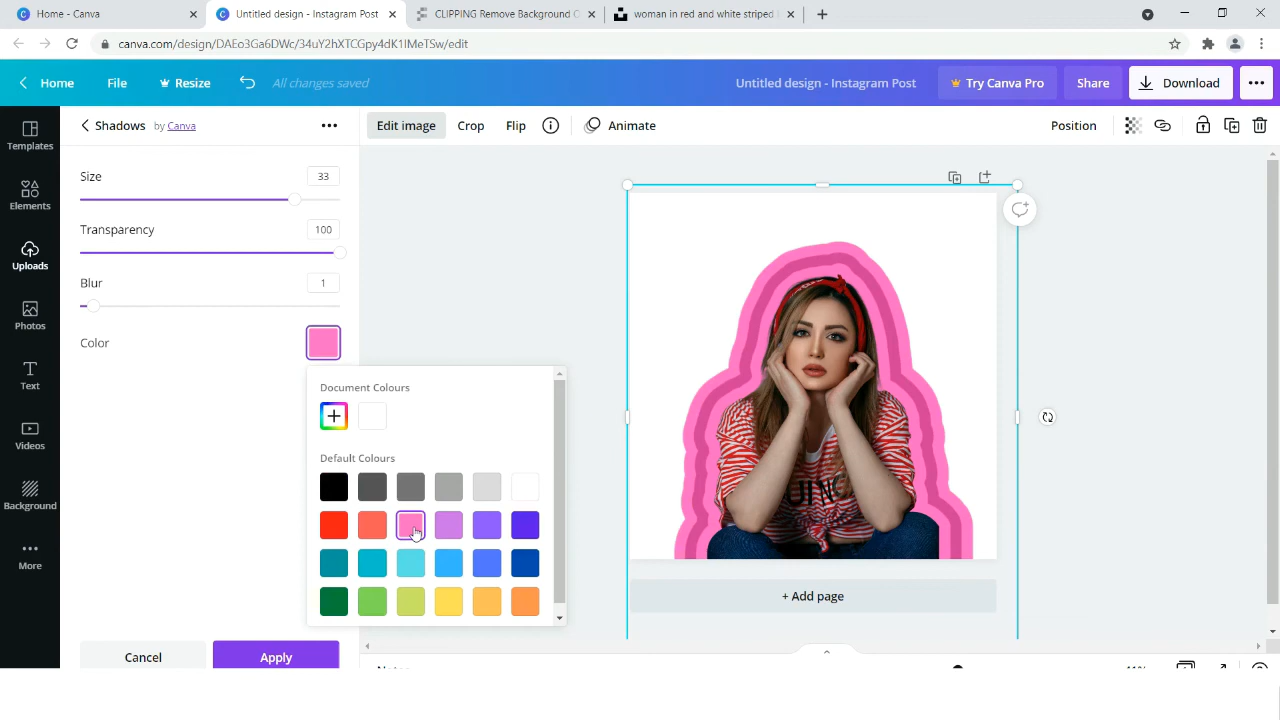 Home - Canva
Untitled design - Instagram Post
CLIPPING Remove Background C
woman in red and white striped t
canva.com/design/DAEo3Ga6DWc/34uY2hXTCGpy4dK1IMeTSw/edit
Home
File
Resize
All changes saved
Untitled design - Instagram Post
Try Canva Pro
Share
Download
Templates
Elements
Uploads
Photos
Text
Videos
Background
More
Shadows by Canva
Edit image
Crop
Flip
Animate
Position
Size
33
Transparency
100
Blur
1
Color
Document Colours
Default Colours
Cancel
Apply
+ Add page